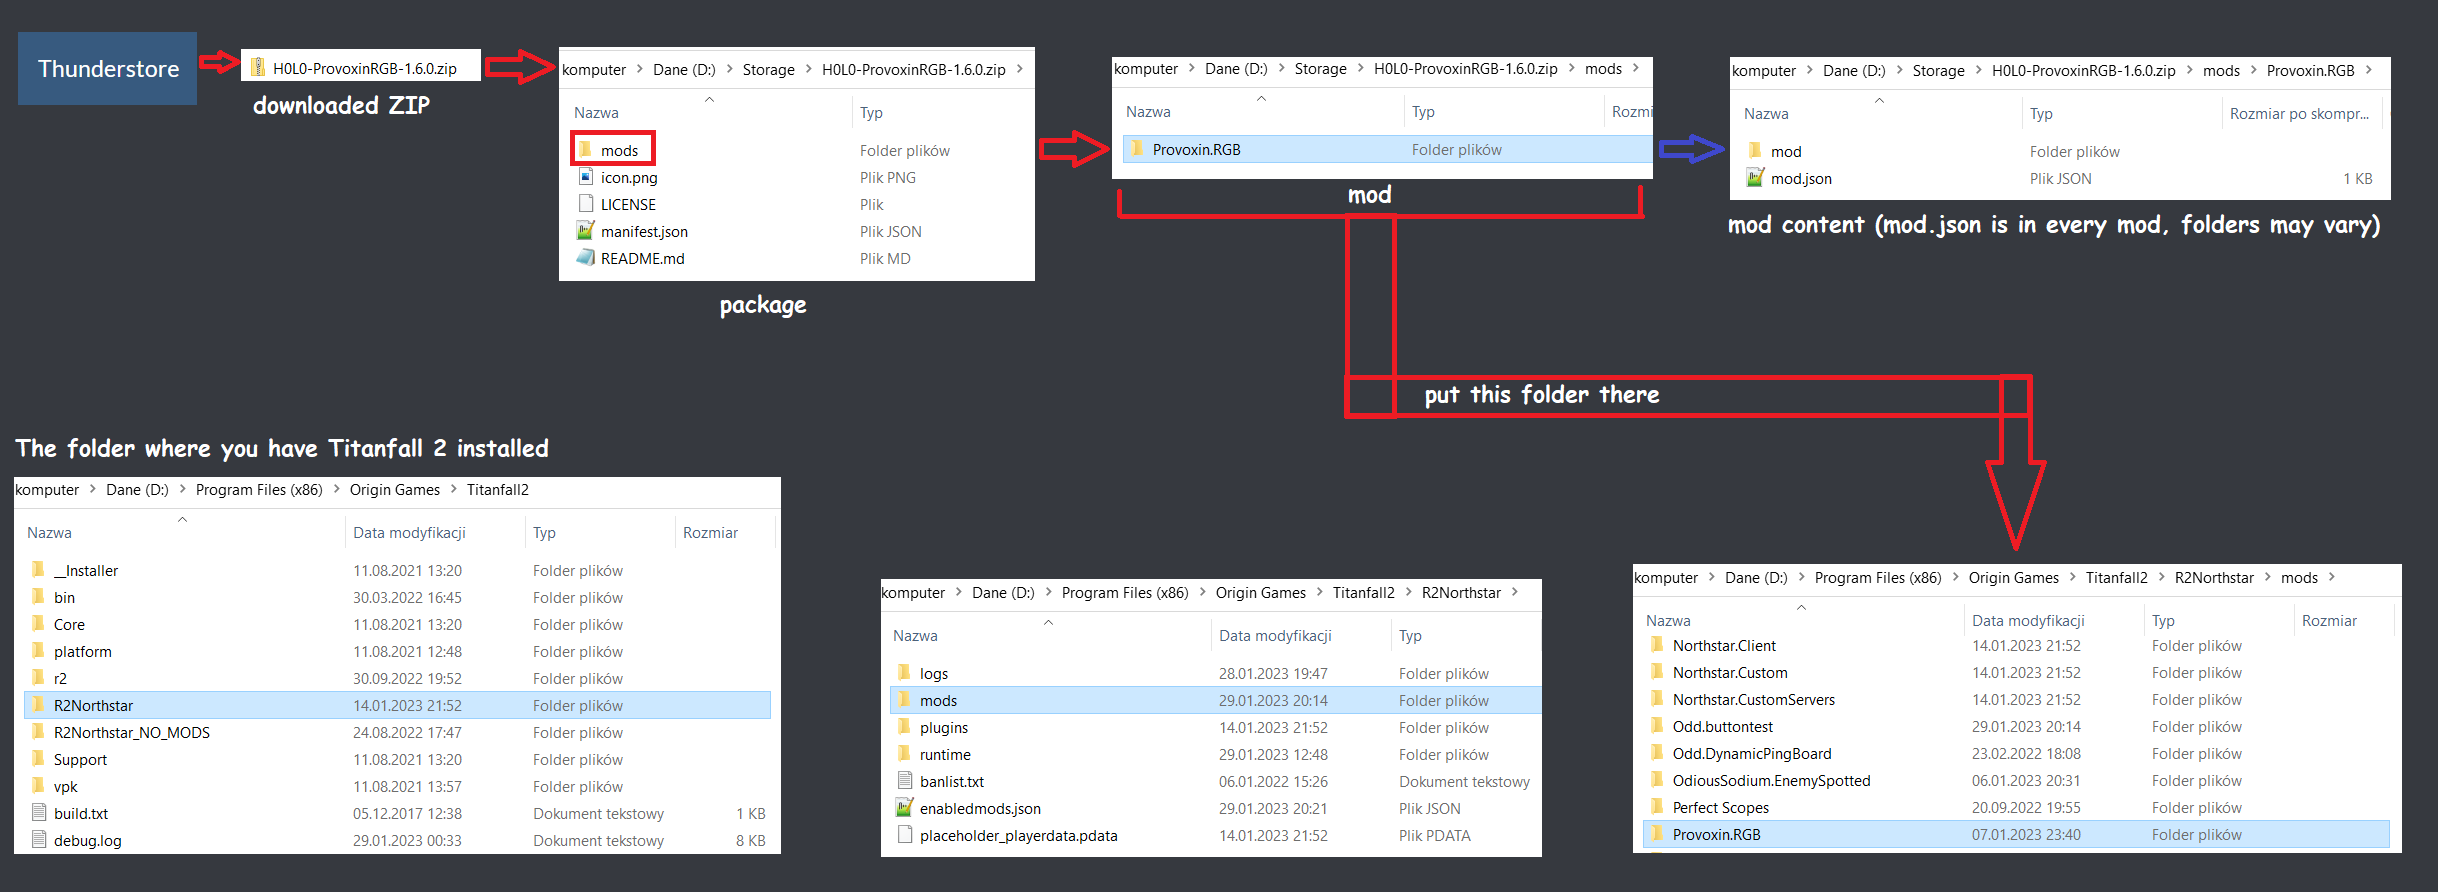 Thunderstore
H0L0-ProvoxinRGB-1.6.0.zip
downloaded ZIP
komputer > Dane (D:) > Storage > H0L0-ProvoxinRGB-1.6.0.zip >
Nazwa Typ
mods Folder plików
icon.png Plik PNG
LICENSE Plik
manifest.json Plik JSON
README.md Plik MD
package
komputer > Dane (D:) > Storage > H0L0-ProvoxinRGB-1.6.0.zip > mods >
Nazwa Typ Rozmi
Provoxin.RGB Folder plików
mod
komputer > Dane (D:) > Storage > H0L0-ProvoxinRGB-1.6.0.zip > mods > Provoxin.RGB >
Nazwa Typ Rozmiar po skompr...
mod Folder plików
mod.json Plik JSON 1 KB
mod content (mod.json is in every mod, folders may vary)
put this folder there
The folder where you have Titanfall 2 installed
komputer > Dane (D:) > Program Files (x86) > Origin Games > Titanfall2
Nazwa Data modyfikacji Typ Rozmiar
__Installer 11.08.2021 13:20 Folder plików
bin 30.03.2022 16:45 Folder plików
Core 11.08.2021 13:20 Folder plików
platform 11.08.2021 12:48 Folder plików
r2 30.09.2022 19:52 Folder plików
R2Northstar 14.01.2023 21:52 Folder plików
R2Northstar_NO_MODS 24.08.2022 17:47 Folder plików
Support 11.08.2021 13:20 Folder plików
vpk 11.08.2021 13:57 Folder plików
build.txt 05.12.2017 12:38 Dokument tekstowy 1 KB
debug.log 29.01.2023 00:33 Dokument tekstowy 8 KB
komputer > Dane (D:) > Program Files (x86) > Origin Games > Titanfall2 > R2Northstar >
Nazwa Data modyfikacji Typ
logs 28.01.2023 19:47 Folder plików
mods 29.01.2023 20:14 Folder plików
plugins 14.01.2023 21:52 Folder plików
runtime 29.01.2023 12:48 Folder plików
banlist.txt 06.01.2022 15:26 Dokument tekstowy
enabledmods.json 29.01.2023 20:21 Plik JSON
placeholder_playerdata.pdata 14.01.2023 21:52 Plik PDATA
komputer > Dane (D:) > Program Files (x86) > Origin Games > Titanfall2 > R2Northstar > mods >
Nazwa Data modyfikacji Typ Rozmiar
Northstar.Client 14.01.2023 21:52 Folder plików
Northstar.Custom 14.01.2023 21:52 Folder plików
Northstar.CustomServers 14.01.2023 21:52 Folder plików
Odd.buttontest 29.01.2023 20:14 Folder plików
Odd.DynamicPingBoard 23.02.2022 18:08 Folder plików
OdiousSodium.EnemySpotted 06.01.2023 20:31 Folder plików
Perfect Scopes 20.09.2022 19:55 Folder plików
Provoxin.RGB 07.01.2023 23:40 Folder plików